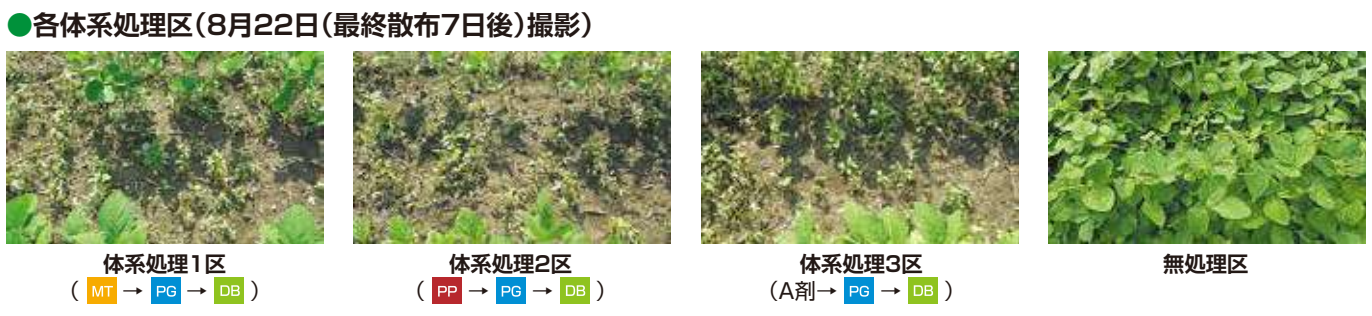 ●各体系処理区(8月22日(最終散布7日後)撮影)
体系処理1区
( MT → PG → DB )
体系処理2区
( PP → PG → DB )
体系処理3区
(A剤→ PG → DB )
無処理区